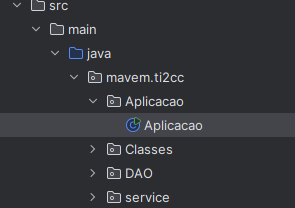 src
main
java
mavem.ti2cc
Aplicacao
Aplicacao
Classes
DAO
service